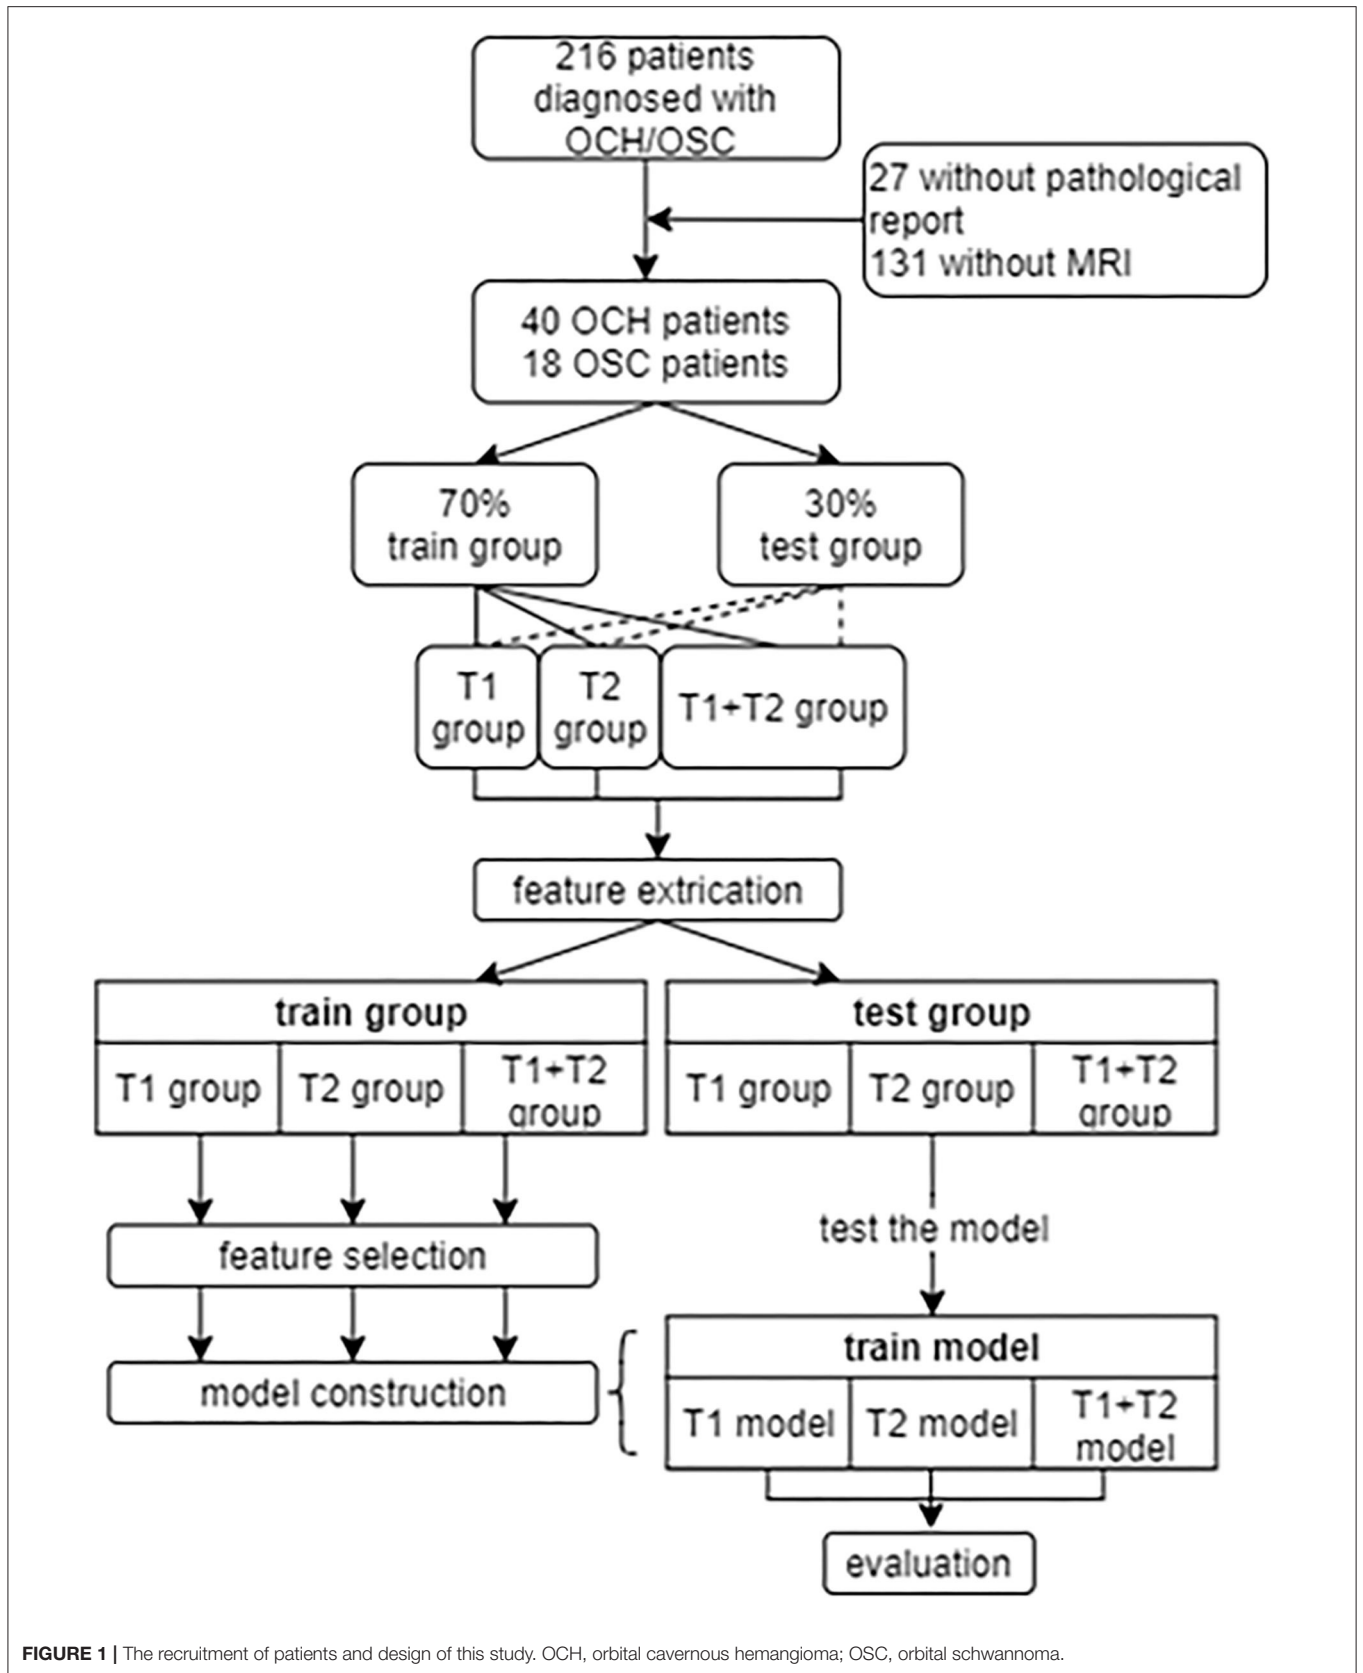 216 patients
diagnosed with
OCH/OSC
27 without pathological
report
131 without MRI
40 OCH patients
18 OSC patients
70%
train group
30%
test group
T1
group
T2
group
T1+T2 group
feature extrication
train group
T1 group
T2 group
T1+T2
group
test group
T1 group
T2 group
T1+T2
group
feature selection
test the model
model construction
train model
T1 model
T2 model
T1+T2
model
evaluation
FIGURE 1 | The recruitment of patients and design of this study. OCH, orbital cavernous hemangioma; OSC, orbital schwannoma.